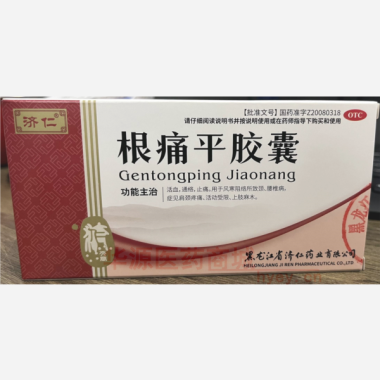 济仁
【批准文号】国药准字Z20080318
请仔细阅读说明书并按说明使用或在药师指导下购买和使用
OTC
根痛平胶囊
Gentongping Jiaonang
功能主治
活血,通络,止痛,用于风寒阻络所致颈、腰椎病,
症见肩颈疼痛,活动受限,上肢麻木。
黑龙江省济仁药业有限公司
HEILONGJIANG JI REN PHARMACEUTICAL CO.,LTD